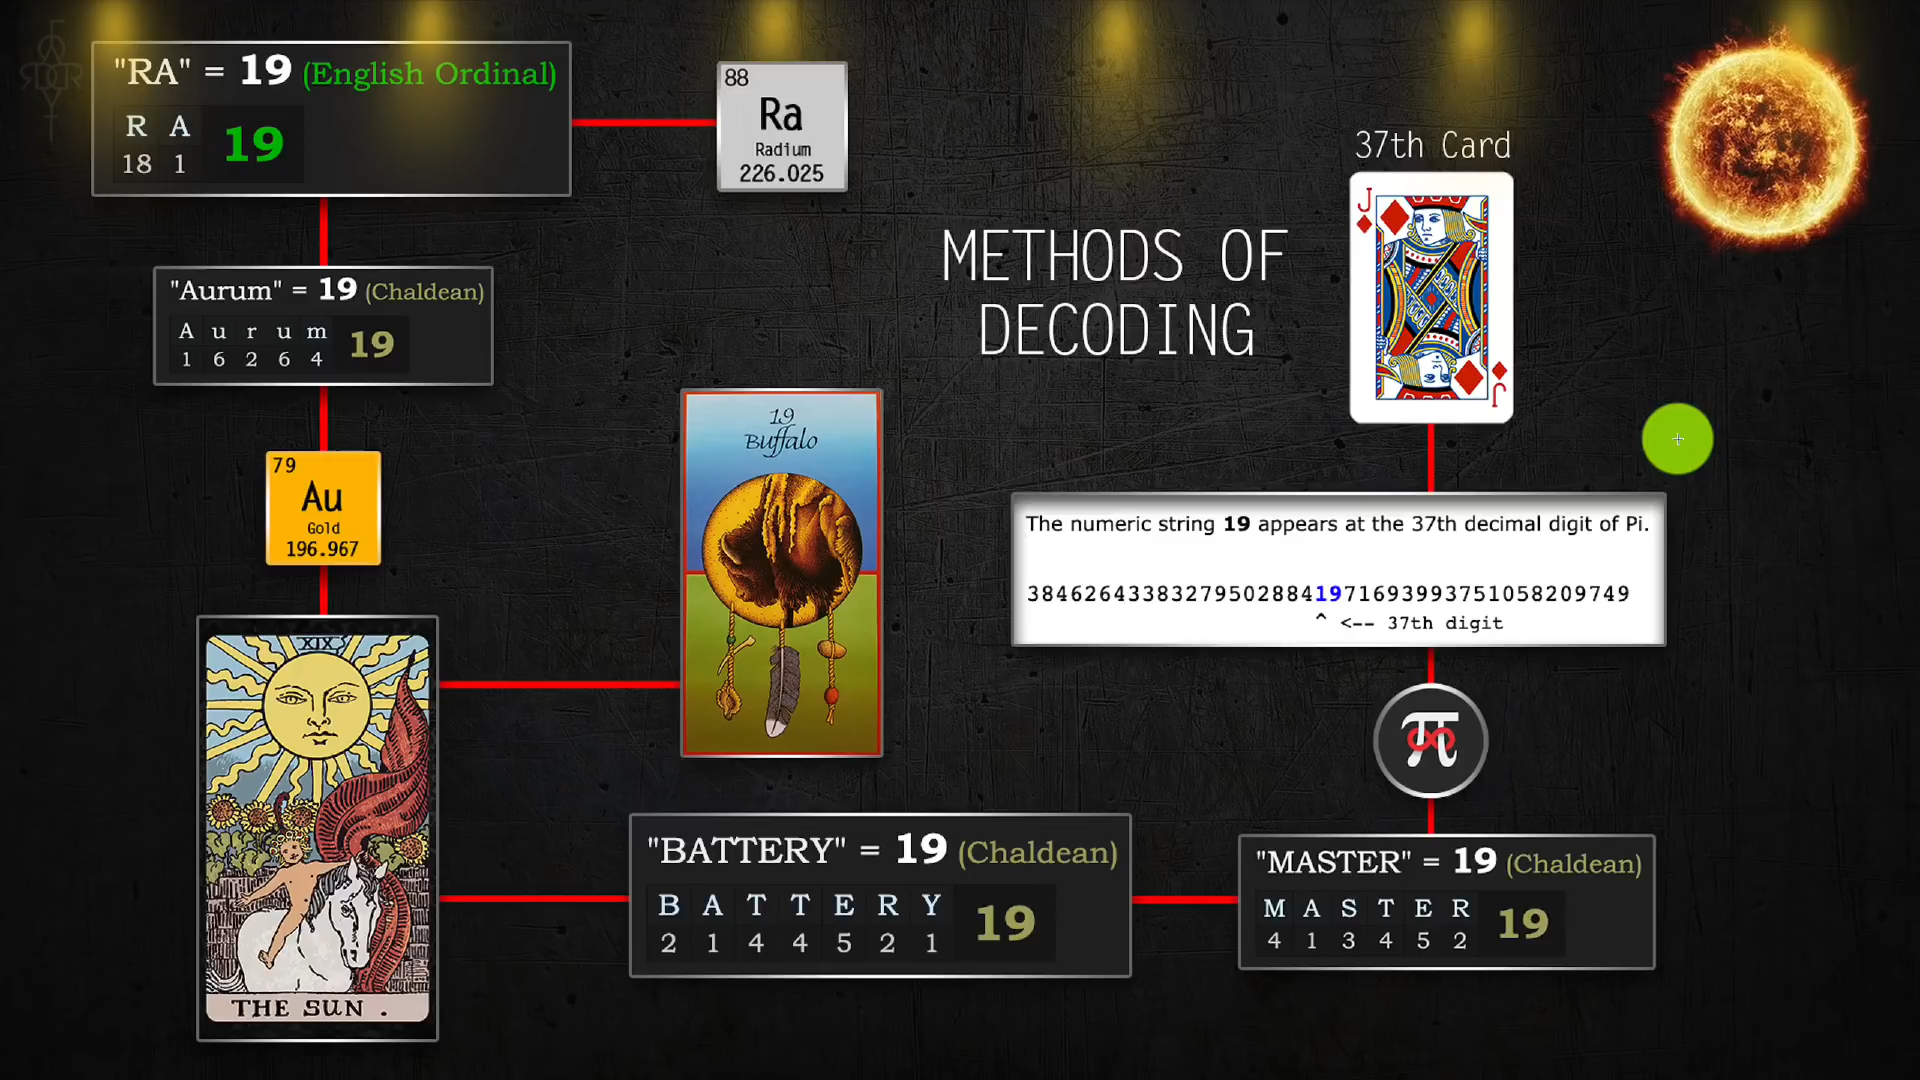 "RA" = 19 (English Ordinal)
R A 19
18 1
88
Ra
Radium
226.025
"Aurum" = 19 (Chaldean)
A u r u m 19
1 6 2 6 4
79
Au
Gold
196.967
XIX
THE SUN .
19
Buffalo
METHODS OF
DECODING
37th Card
J
J
The numeric string 19 appears at the 37th decimal digit of Pi.
384626433832795028841971693993751058209749
^ <-- 37th digit
π
"BATTERY" = 19 (Chaldean)
B A T T E R Y 19
2 1 4 4 5 2 1
"MASTER" = 19 (Chaldean)
M A S T E R 19
4 1 3 4 5 2